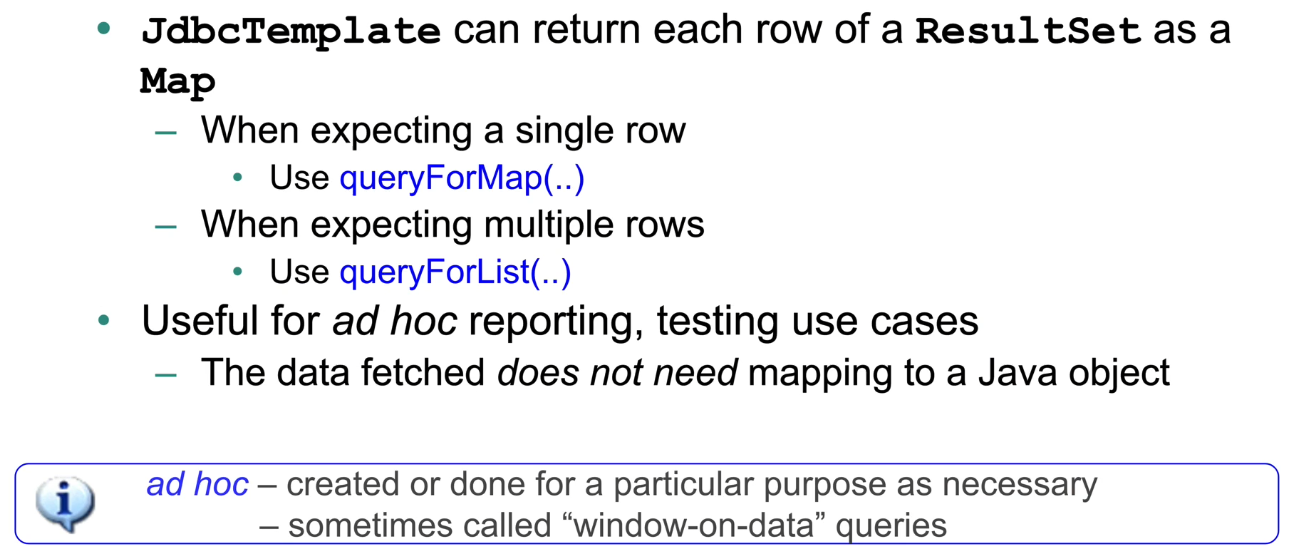 • JdbcTemplate can return each row of a ResultSet as a
Map
– When expecting a single row
• Use queryForMap(..)
– When expecting multiple rows
• Use queryForList(..)
• Useful for ad hoc reporting, testing use cases
– The data fetched does not need mapping to a Java object
ad hoc – created or done for a particular purpose as necessary
– sometimes called “window-on-data” queries